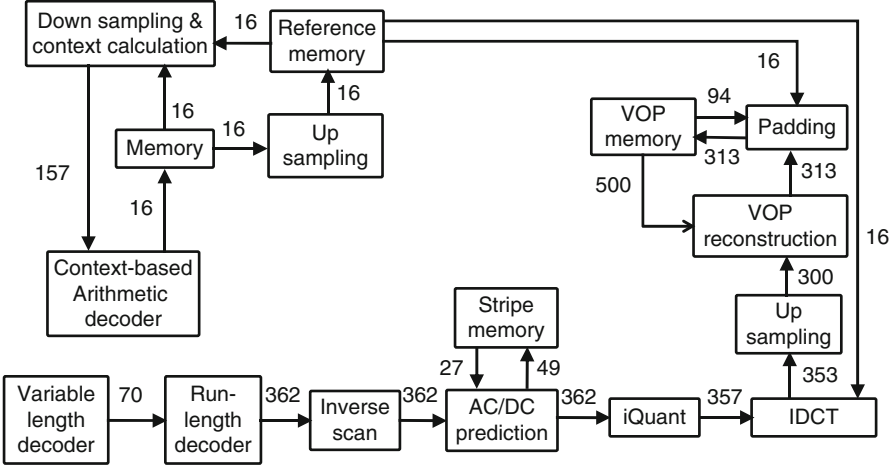 Down sampling &
context calculation
16
Reference
memory
16
16
16
VOP
memory
94
Padding
313
Memory
16
Up
sampling
157
16
500
313
VOP
reconstruction
16
Context-based
Arithmetic
decoder
300
Stripe
memory
Up
sampling
27
49
353
Variable
length
decoder
70
Run-
length
decoder
362
Inverse
scan
362
AC/DC
prediction
362
iQuant
357
IDCT